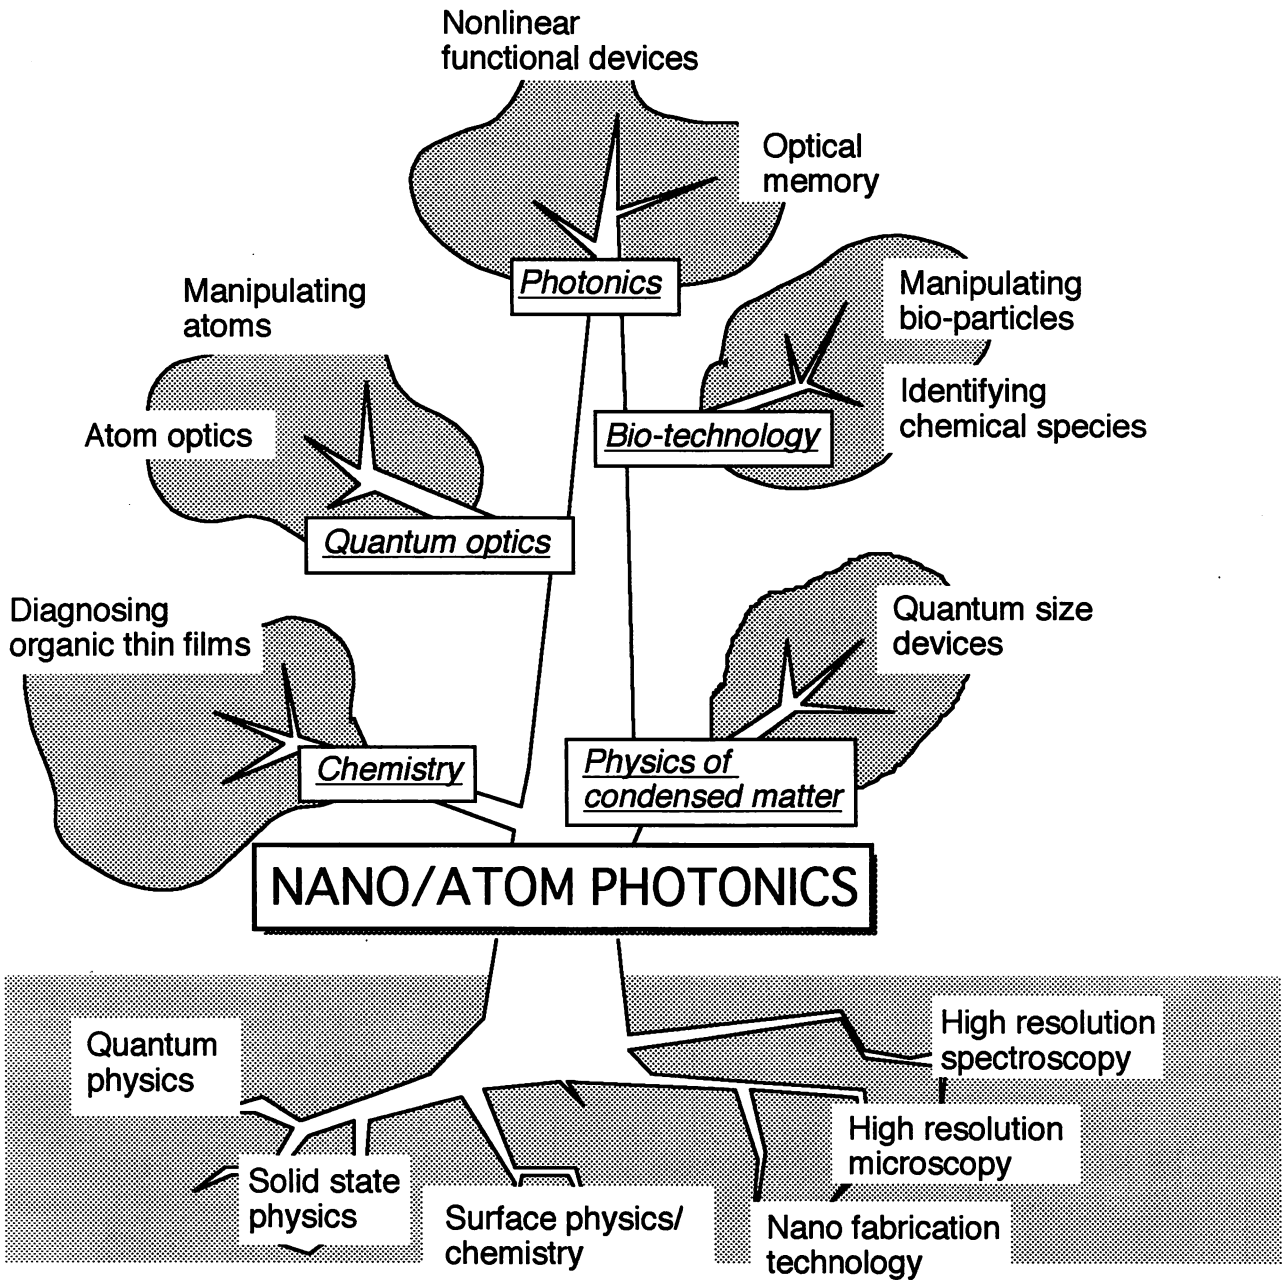 Nonlinear
functional devices
Optical
memory
Photonics
Manipulating
atoms
Manipulating
bio-particles
Atom optics
Identifying
chemical species
Bio-technology
Quantum optics
Diagnosing
organic thin films
Quantum size
devices
Chemistry
Physics of
condensed matter
NANO/ATOM PHOTONICS
Quantum
physics
High resolution
spectroscopy
High resolution
microscopy
Solid state
physics
Surface physics/
chemistry
Nano fabrication
technology